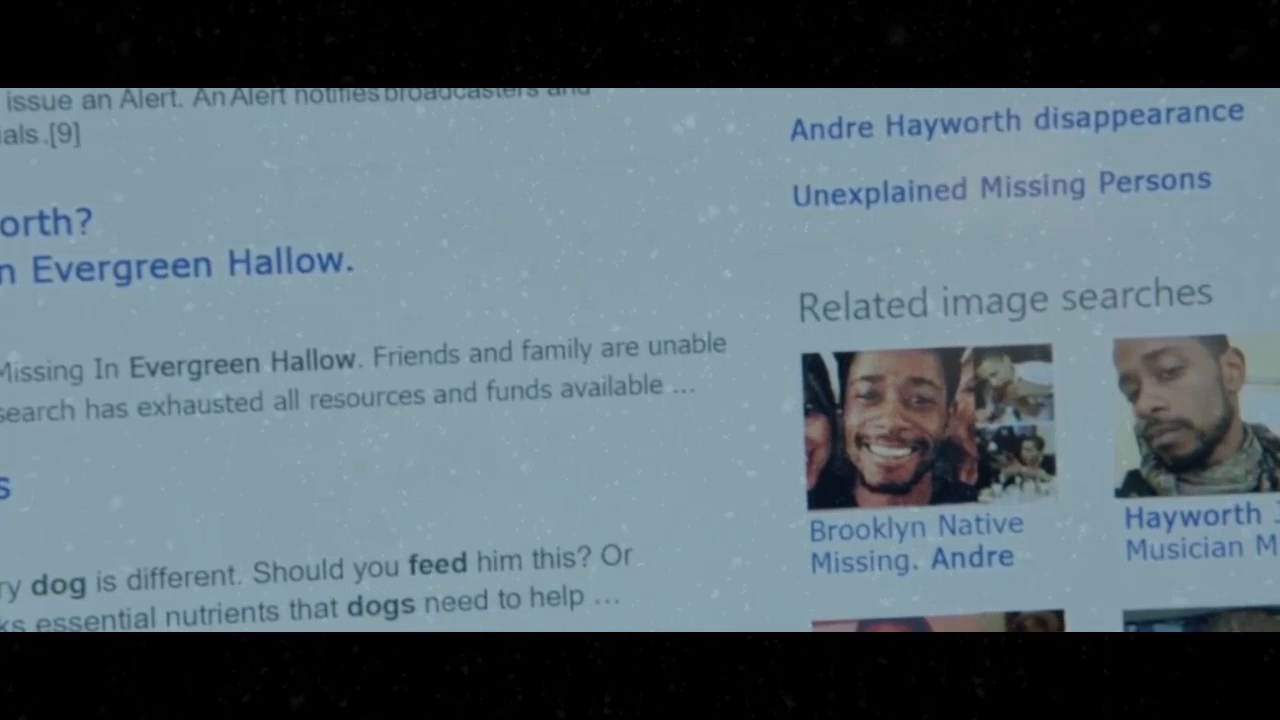 issue an Alert. An Alert notifies broadcasters and
ials.[9]
orth?
n Evergreen Hallow.
Missing In Evergreen Hallow. Friends and family are unable
search has exhausted all resources and funds available ...
s
ry dog is different. Should you feed him this? Or
ks essential nutrients that dogs need to help ...
Andre Hayworth disappearance
Unexplained Missing Persons
Related image searches
Brooklyn Native
Missing. Andre
Hayworth
Musician M